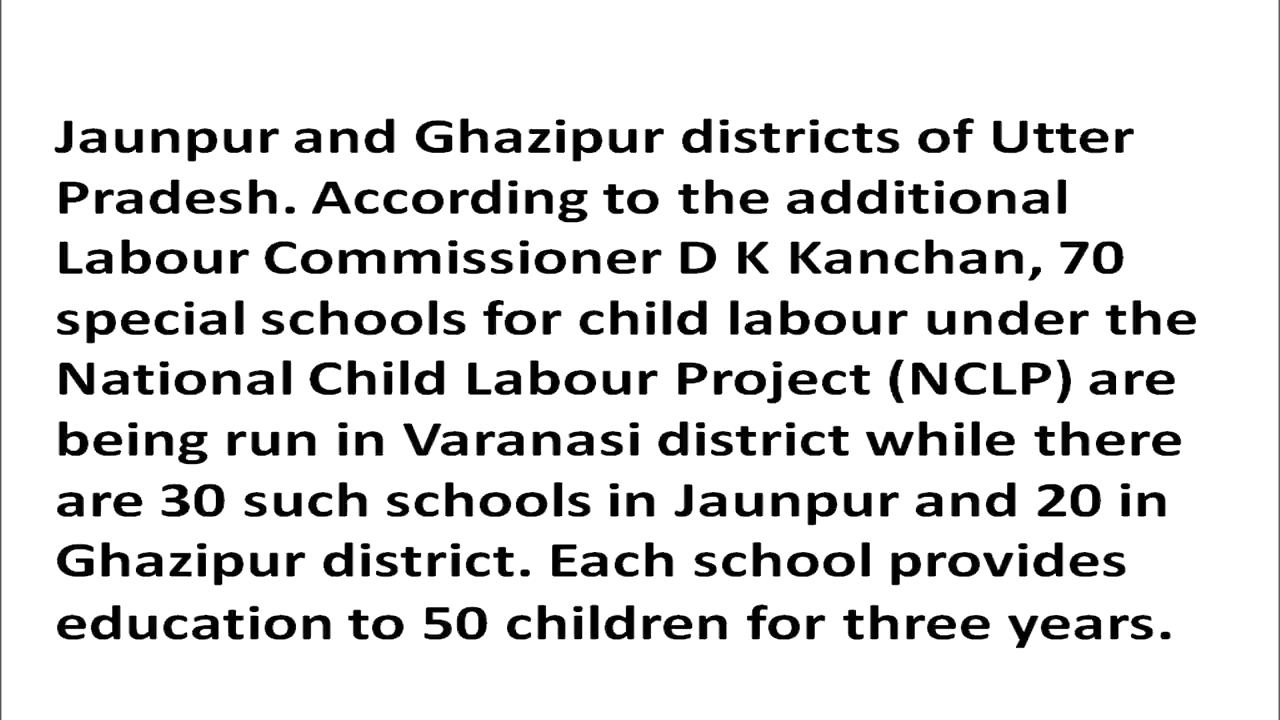 Jaunpur and Ghazipur districts of Utter
Pradesh. According to the additional
Labour Commissioner D K Kanchan, 70
special schools for child labour under the
National Child Labour Project (NCLP) are
being run in Varanasi district while there
are 30 such schools in Jaunpur and 20 in
Ghazipur district. Each school provides
education to 50 children for three years.